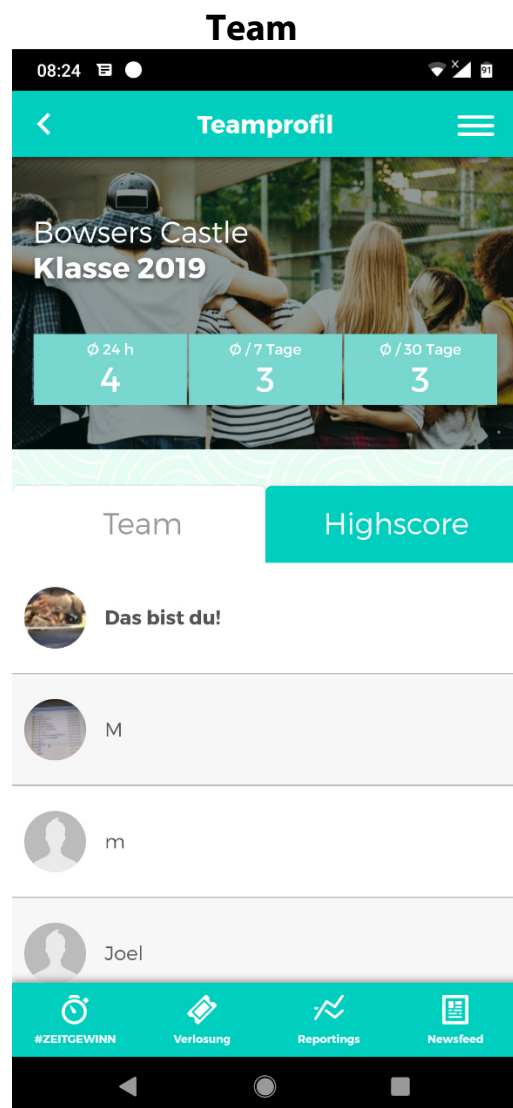 Team
08:24
X
91
Teamprofil
Bowsers Castle
Klasse 2019
Ø 24 h
4
Ø / 7 Tage
3
Ø / 30 Tage
3
Team
Highscore
Das bist du!
M
m
Joel
#ZEITGEWINN
Verlosung
Reportings
Newsfeed